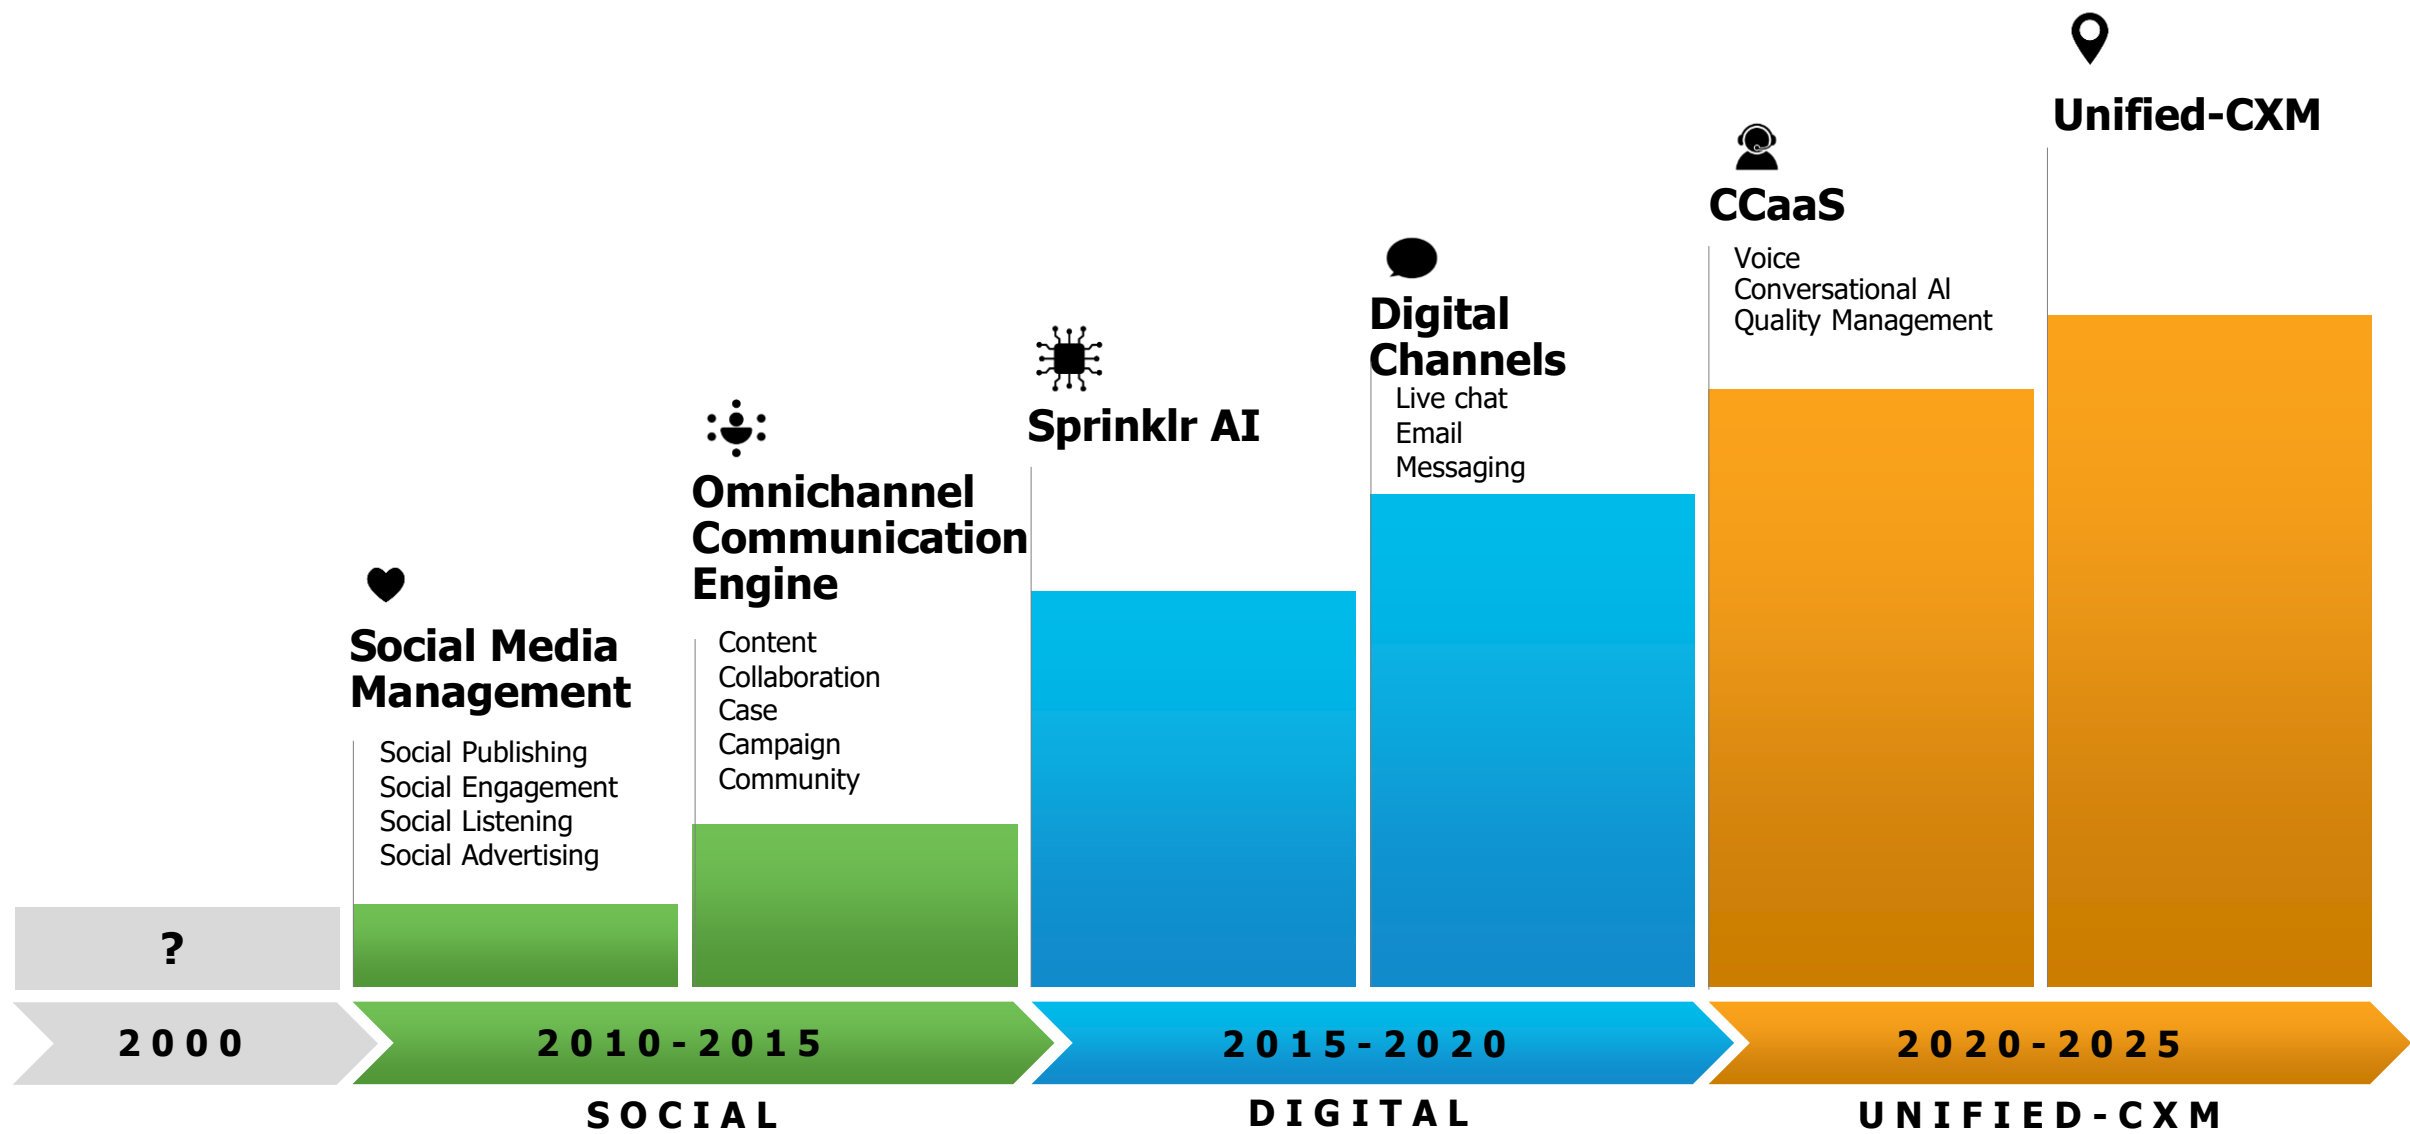 Unified-CXM
CCaaS
Voice
Conversational Al
Quality Management
Digital
Channels
Live chat
Email
Messaging
Sprinklr AI
Omnichannel
Communication
Engine
Content
Collaboration
Case
Campaign
Community
Social Media
Management
Social Publishing
Social Engagement
Social Listening
Social Advertising
?
2000
2010-2015
2015-2020
2020-2025
SOCIAL
DIGITAL
UNIFIED-CXM